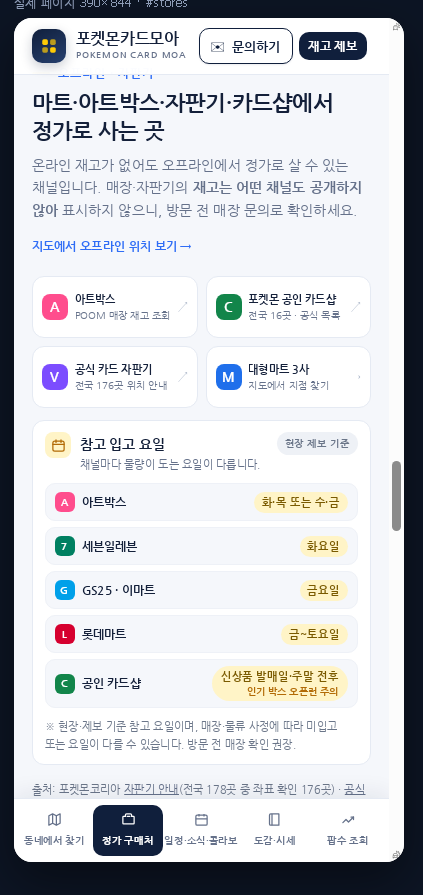 실제 페이지 390×844 · #stores
포켓몬카드모아
POKEMON CARD MOA
✉ 문의하기
재고 제보
마트·아트박스·자판기·카드샵에서
정가로 사는 곳
온라인 재고가 없어도 오프라인에서 정가로 살 수 있는
채널입니다. 매장·자판기의 재고는 어떤 채널도 공개하지
않아 표시하지 않으니, 방문 전 매장 문의로 확인하세요.
지도에서 오프라인 위치 보기 →
A
아트박스
POOM 매장 재고 조회
C
포켓몬 공인 카드샵
전국 16곳 · 공식 목록
V
공식 카드 자판기
전국 176곳 위치 안내
M
대형마트 3사
지도에서 지점 찾기
참고 입고 요일
현장 제보 기준
채널마다 물량이 도는 요일이 다릅니다.
A 아트박스 화·목 또는 수·금
7 세븐일레븐 화요일
G GS25 · 이마트 금요일
L 롯데마트 금~토요일
C 공인 카드샵 신상품 발매일·주말 전후
인기 박스 오픈런 주의
※ 현장·제보 기준 참고 요일이며, 매장·물류 사정에 따라 미입고
또는 요일이 다를 수 있습니다. 방문 전 매장 확인 권장.
출처: 포켓몬코리아 자판기 안내(전국 178곳 중 좌표 확인 176곳) · 공식
동네에서 찾기
정가 구매처
일정·소식·콜라보
도감·시세
팝수 조회